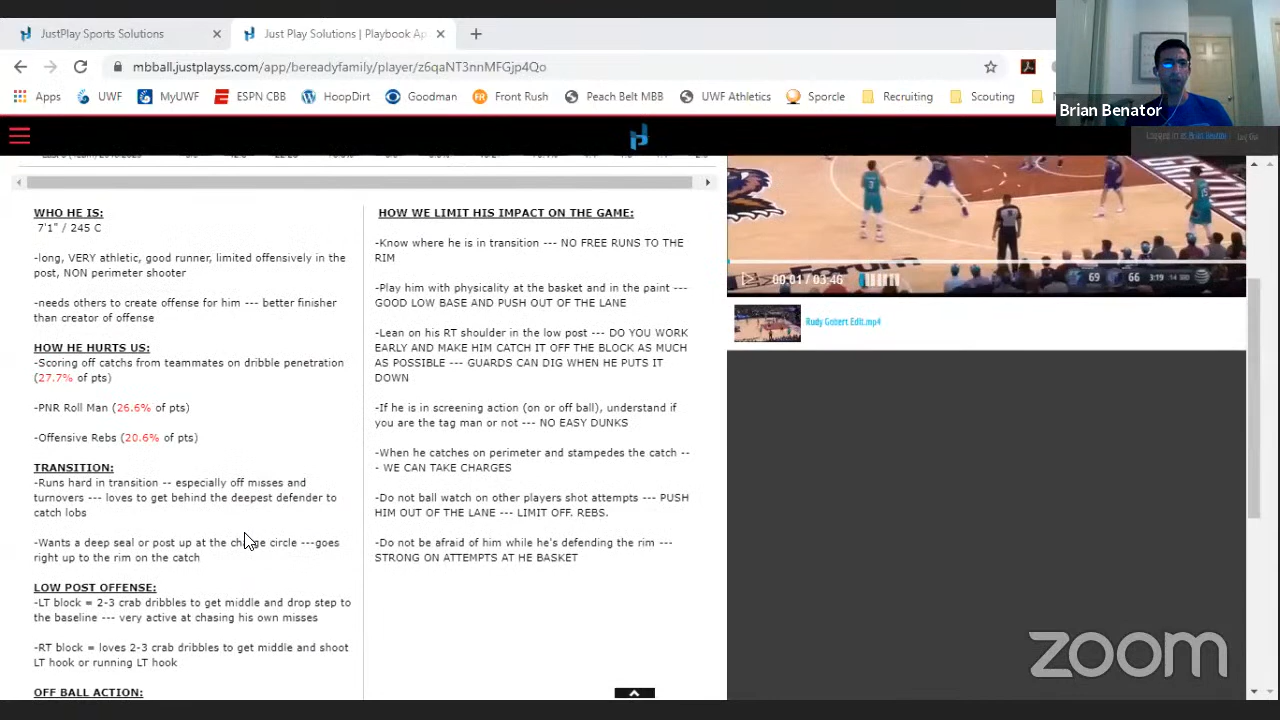 JustPlay Sports Solutions
Just Play Solutions | Playbook Ap
mbball.justplayss.com/app/bereadyfamily/player/z6qaNT3nnMFGjp4Qo
Apps UWF MyUWF ESPN CBB HoopDirt Goodman Front Rush Peach Belt MBB UWF Athletics Sporcle Recruiting Scouting
Brian Benator
WHO HE IS:
7'1" / 245 C
-long, VERY athletic, good runner, limited offensively in the
post, NON perimeter shooter
-needs others to create offense for him --- better finisher
than creator of offense
HOW HE HURTS US:
-Scoring off catchs from teammates on dribble penetration
(27.7% of pts)
-PNR Roll Man (26.6% of pts)
-Offensive Rebs (20.6% of pts)
TRANSITION:
-Runs hard in transition -- especially off misses and
turnovers --- loves to get behind the deepest defender to
catch lobs
-Wants a deep seal or post up at the charge circle ---goes
right up to the rim on the catch
LOW POST OFFENSE:
-LT block = 2-3 crab dribbles to get middle and drop step to
the baseline --- very active at chasing his own misses
-RT block = loves 2-3 crab dribbles to get middle and shoot
LT hook or running LT hook
OFF BALL ACTION:
HOW WE LIMIT HIS IMPACT ON THE GAME:
-Know where he is in transition --- NO FREE RUNS TO THE
RIM
-Play him with physicality at the basket and in the paint ---
GOOD LOW BASE AND PUSH OUT OF THE LANE
-Lean on his RT shoulder in the low post --- DO YOU WORK
EARLY AND MAKE HIM CATCH IT OFF THE BLOCK AS MUCH
AS POSSIBLE --- GUARDS CAN DIG WHEN HE PUTS IT
DOWN
-If he is in screening action (on or off ball), understand if
you are the tag man or not --- NO EASY DUNKS
-When he catches on perimeter and stampedes the catch --
- WE CAN TAKE CHARGES
-Do not ball watch on other players shot attempts --- PUSH
HIM OUT OF THE LANE --- LIMIT OFF. REBS.
-Do not be afraid of him while he's defending the rim ---
STRONG ON ATTEMPTS AT HE BASKET
00:01 / 03:46
69 66 3:19
Rudy Gobert Edit.mp4
zoom